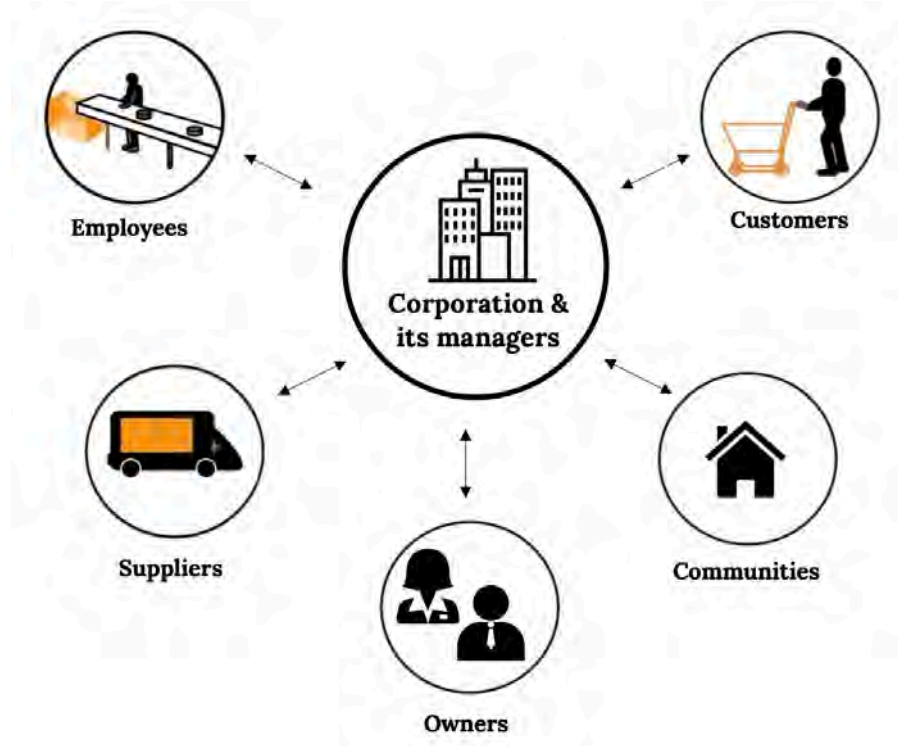 Employees
Customers
Corporation &
its managers
Suppliers
Communities
Owners